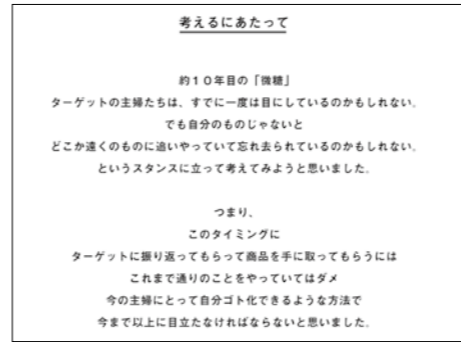 考えるにあたって
約１０年目の「微糖」
ターゲットの主婦たちは、すでに一度は目にしているのかもしれない。
でも自分のものじゃないと
どこか遠くのものに追いやっていて忘れ去られているのかもしれない。
というスタンスに立って考えてみようと思いました。
つまり、
このタイミングに
ターゲットに振り返ってもらって商品を手に取ってもらうには
これまで通りのことをやっていてはダメ
今の主婦にとって自分ゴト化できるような方法で
今まで以上に目立たなければならないと思いました。